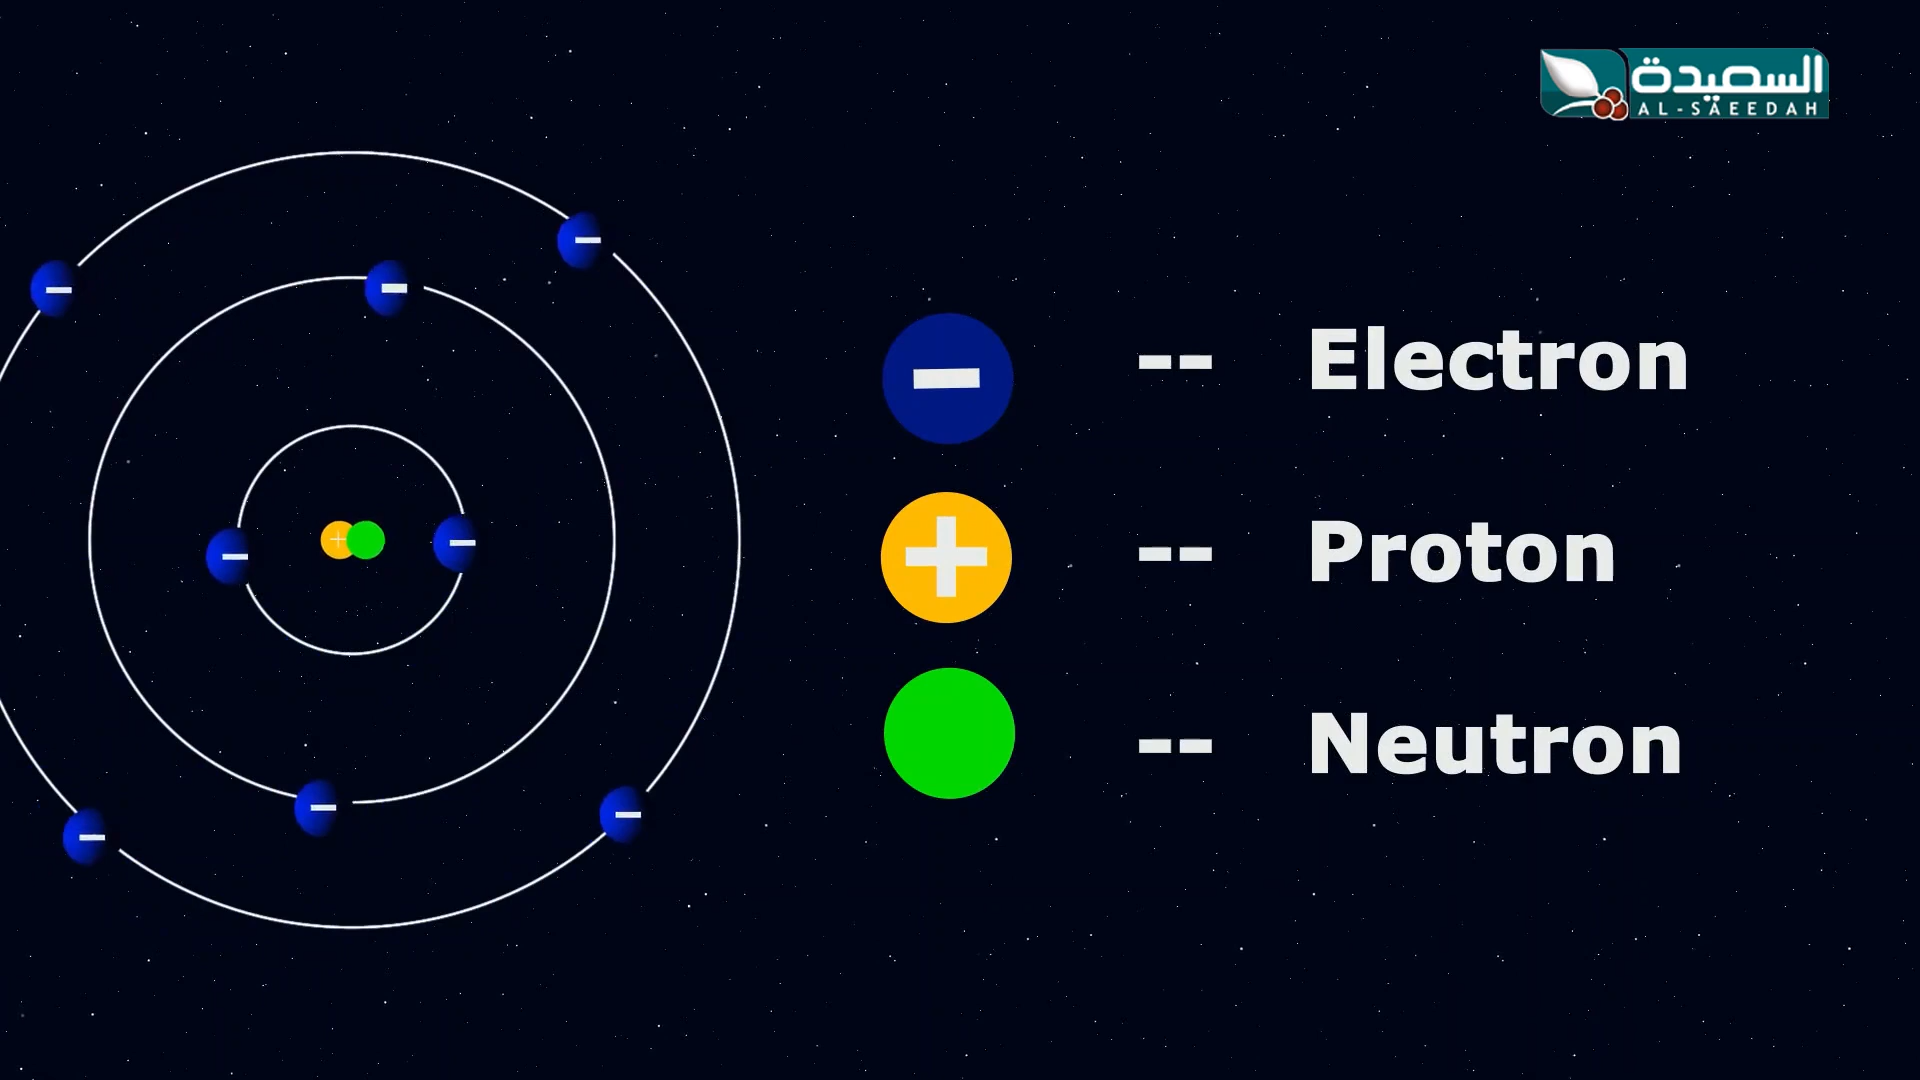 السعيدة
AL-SAEEDAH
-- Electron
-- Proton
-- Neutron